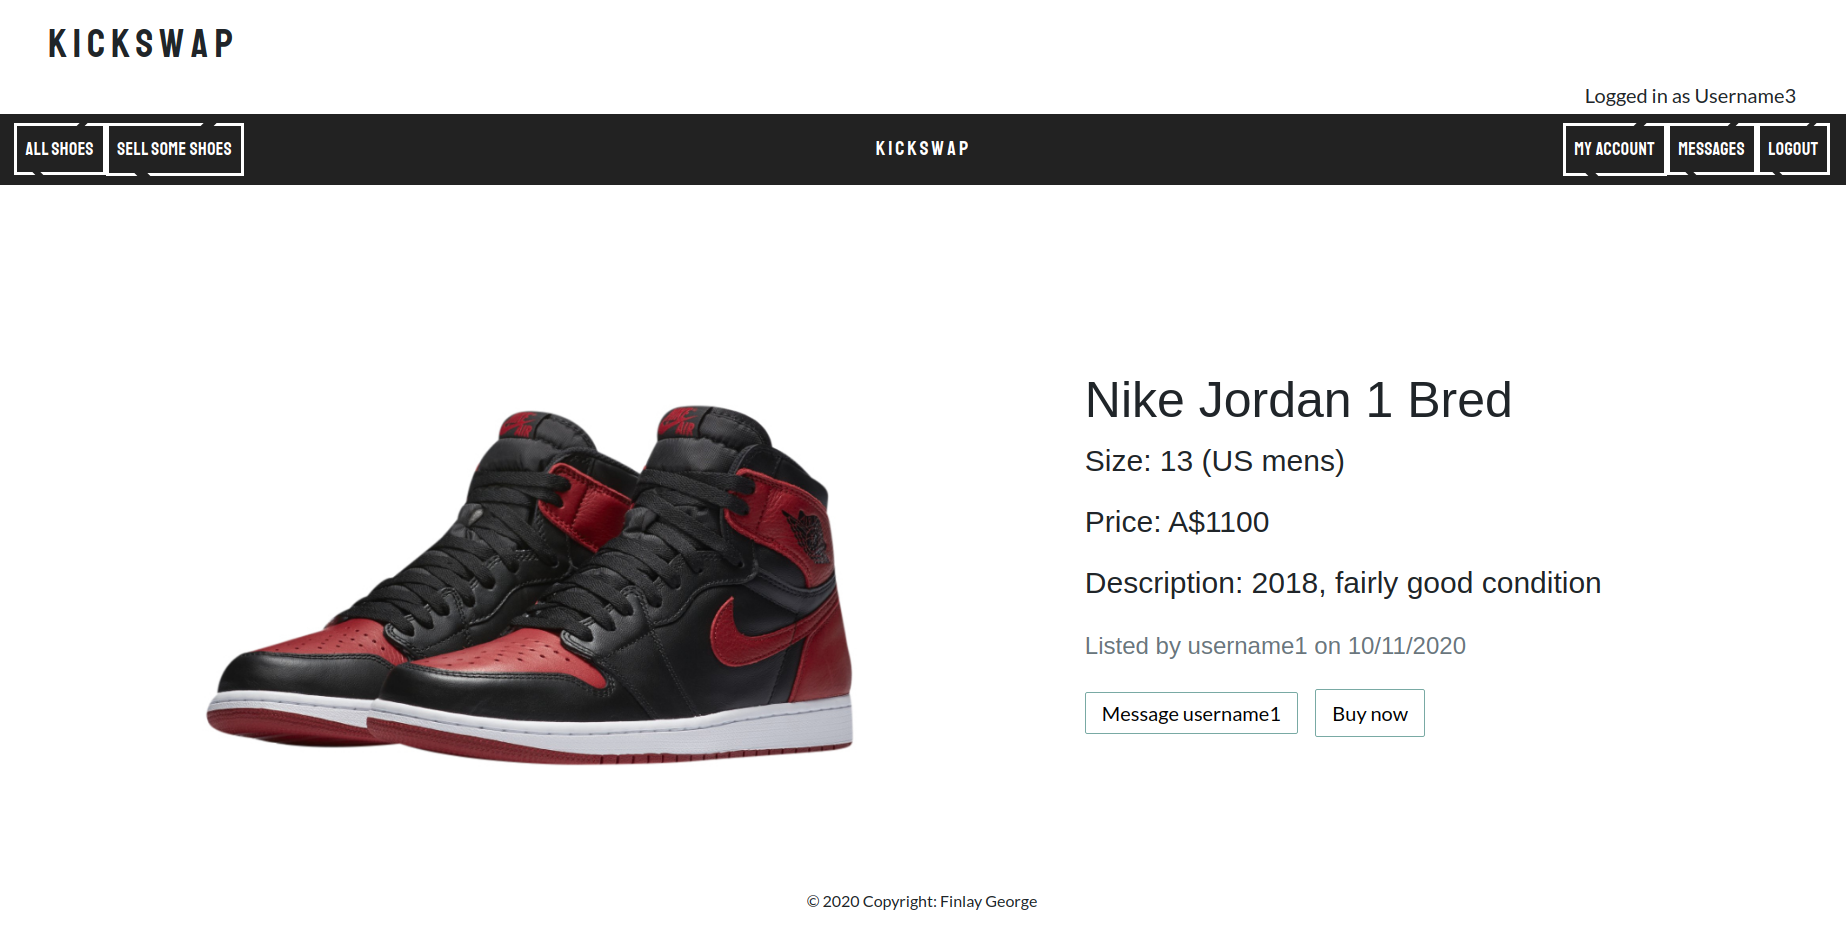 KICKSWAP
Logged in as Username3
ALL SHOES
SELL SOME SHOES
KICKSWAP
MY ACCOUNT
MESSAGES
LOGOUT
Nike Jordan 1 Bred
Size: 13 (US mens)
Price: A$1100
Description: 2018, fairly good condition
Listed by username1 on 10/11/2020
Message username1
Buy now
© 2020 Copyright: Finlay George